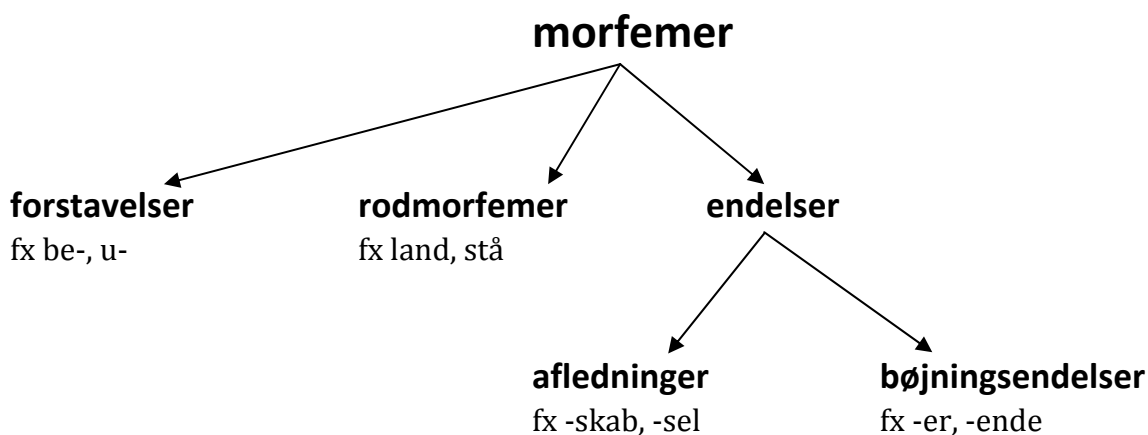 morfemer
forstavelser
fx be-, u-
rodmorfemer
fx land, stå
endelser
afledninger
fx -skab, -sel
bøjningsendelser
fx -er, -ende